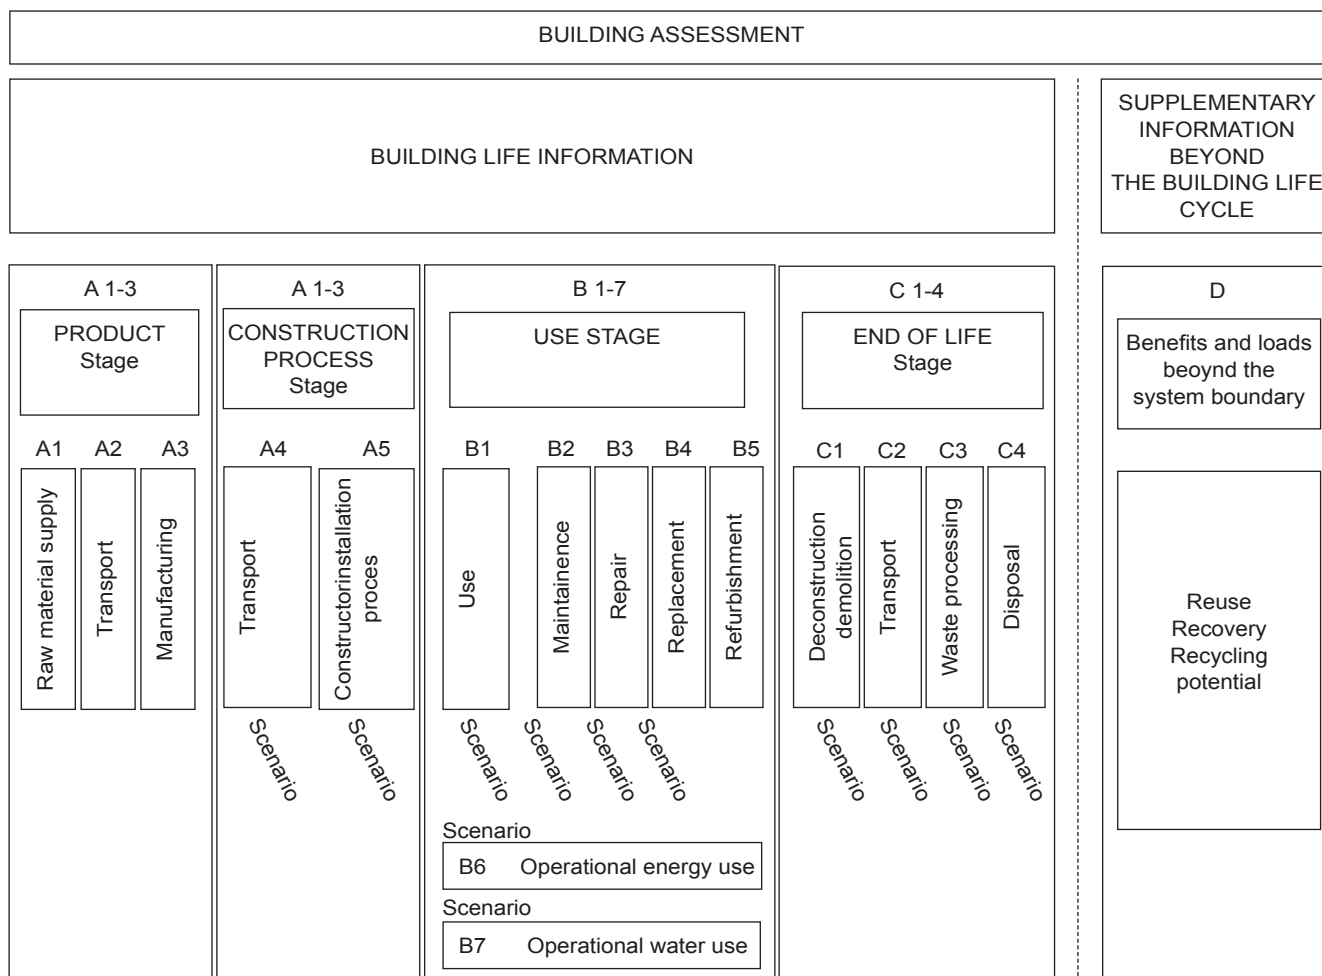 BUILDING ASSESSMENT
BUILDING LIFE INFORMATION
SUPPLEMENTARY
INFORMATION
BEYOND
THE BUILDING LIFE
CYCLE
A 1-3
PRODUCT
Stage
A1
A2
A3
Raw material supply
Transport
Manufacturing
A 1-3
CONSTRUCTION
PROCESS
Stage
A4
A5
Transport
Constructorinstallation
proces
Scenario
Scenario
B 1-7
USE STAGE
B1
B2
B3
B4
B5
Use
Maintainence
Repair
Replacement
Refurbishment
Scenario
Scenario
Scenario
Scenario
Scenario
B6 Operational energy use
Scenario
B7 Operational water use
C 1-4
END OF LIFE
Stage
C1
C2
C3
C4
Deconstruction
demolition
Transport
Waste processing
Disposal
Scenario
Scenario
Scenario
Scenario
D
Benefits and loads
beoynd the
system boundary
Reuse
Recovery
Recycling
potential